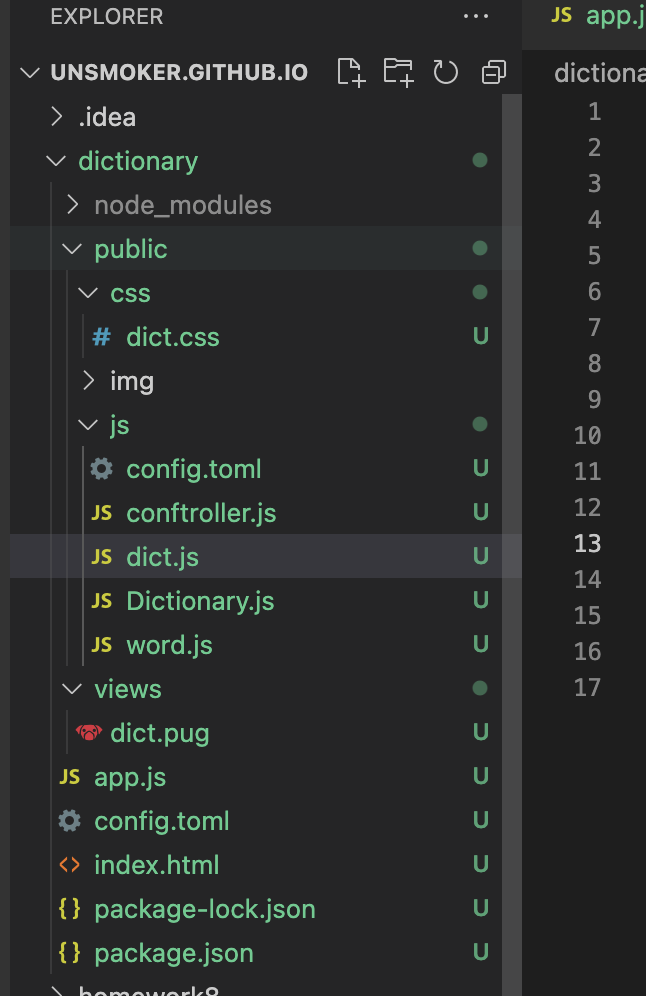 EXPLORER
JS app.j
UNSMOKER.GITHUB.IO
dictiona
.idea
1
dictionary
2
node_modules
3
public
4
css
5
# dict.css U
6
img
7
js
8
config.toml U
9
JS conftroller.js U
10
JS dict.js U
11
JS Dictionary.js U
12
JS word.js U
13
views
14
dict.pug U
15
JS app.js U
16
config.toml U
17
<> index.html U
{} package-lock.json U
{} package.json U
homework8